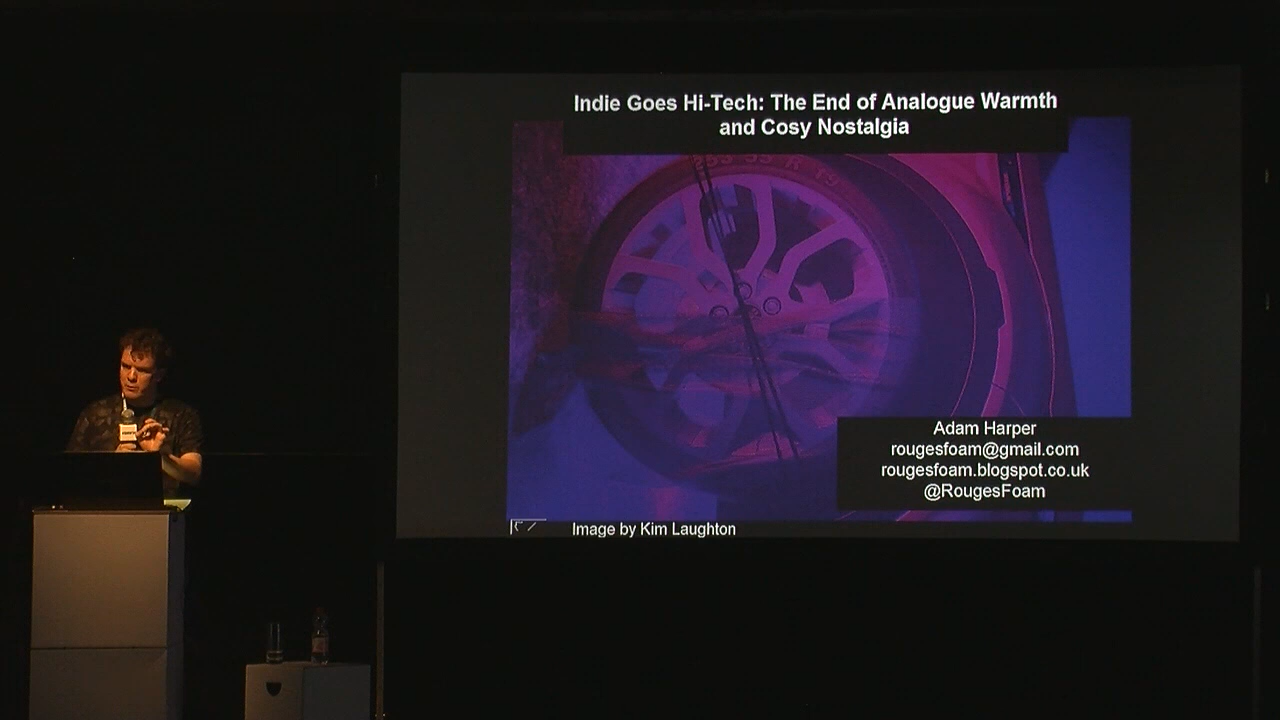 Indie Goes Hi-Tech: The End of Analogue Warmth
and Cosy Nostalgia
Adam Harper
rougesfoam@gmail.com
rougesfoam.blogspot.co.uk
@RougesFoam
Image by Kim Laughton